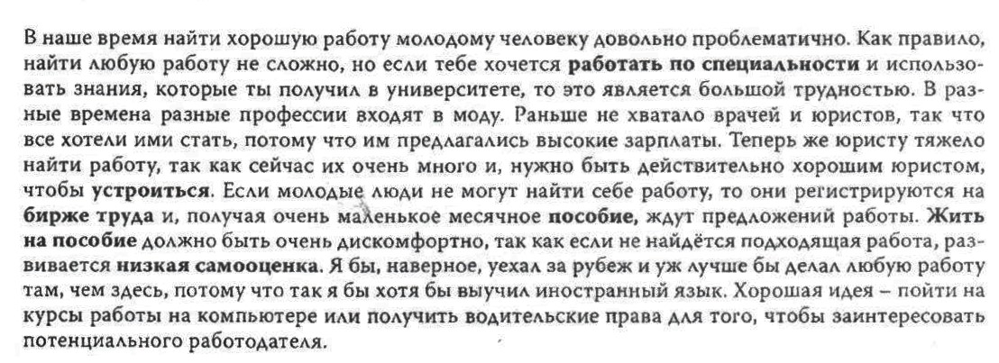 В наше время найти хорошую работу молодому человеку довольно проблематично. Как правило,
найти любую работу не сложно, но если тебе хочется работать по специальности и использо-
вать знания, которые ты получил в университете, то это является большой трудностью. В раз-
ные времена разные профессии входят в моду. Раньше не хватало врачей и юристов, так что
все хотели ими стать, потому что им предлагались высокие зарплаты. Теперь же юристу тяжело
найти работу, так как сейчас их очень много и, нужно быть действительно хорошим юристом,
чтобы устроиться. Если молодые люди не могут найти себе работу, то они регистрируются на
бирже труда и, получая очень маленькое месячное пособие, ждут предложений работы. Жить
на пособие должно быть очень дискомфортно, так как если не найдётся подходящая работа, раз-
вивается низкая самооценка. Я бы, наверное, уехал за рубеж и уж лучше бы делал любую работу
там, чем здесь, потому что так я бы хотя бы выучил иностранный язык. Хорошая идея – пойти на
курсы работы на компьютере или получить водительские права для того, чтобы заинтересовать
потенциального работодателя.